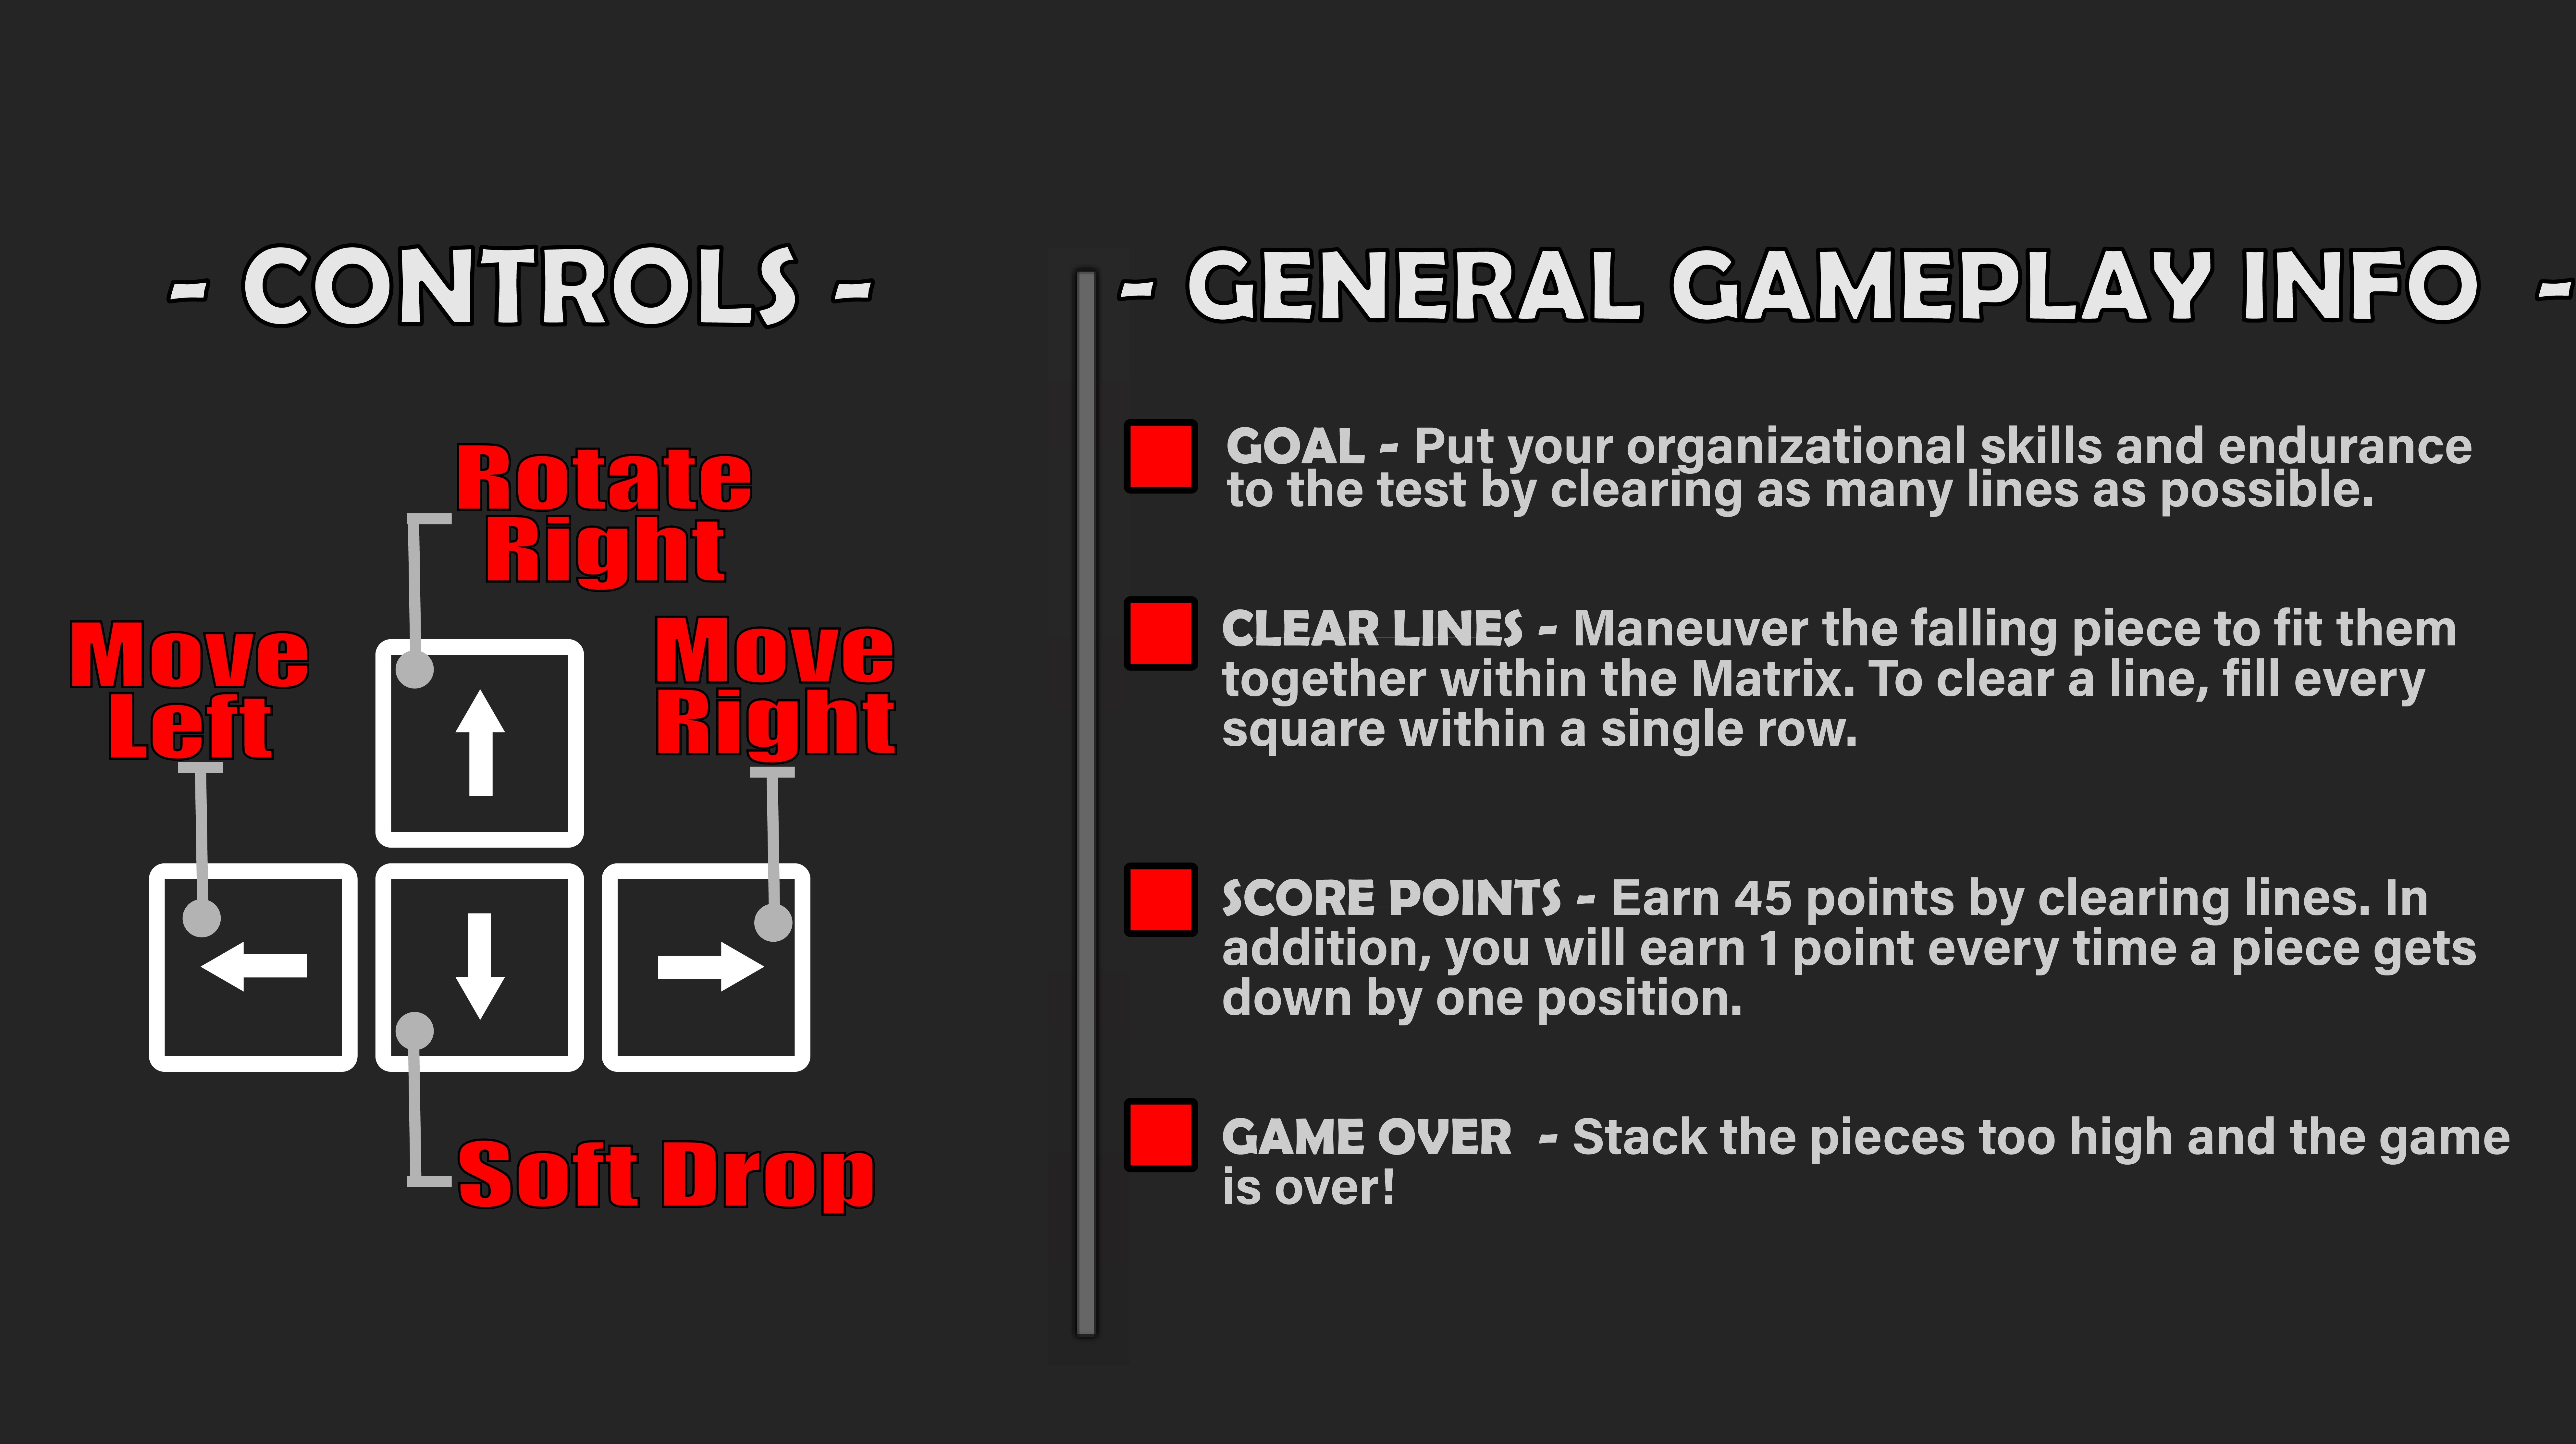 - CONTROLS -
Rotate
Right
Move
Left
Move
Right
Soft Drop
- GENERAL GAMEPLAY INFO -
GOAL - Put your organizational skills and endurance
to the test by clearing as many lines as possible.
CLEAR LINES - Maneuver the falling piece to fit them
together within the Matrix. To clear a line, fill every
square within a single row.
SCORE POINTS - Earn 45 points by clearing lines. In
addition, you will earn 1 point every time a piece gets
down by one position.
GAME OVER - Stack the pieces too high and the game
is over!